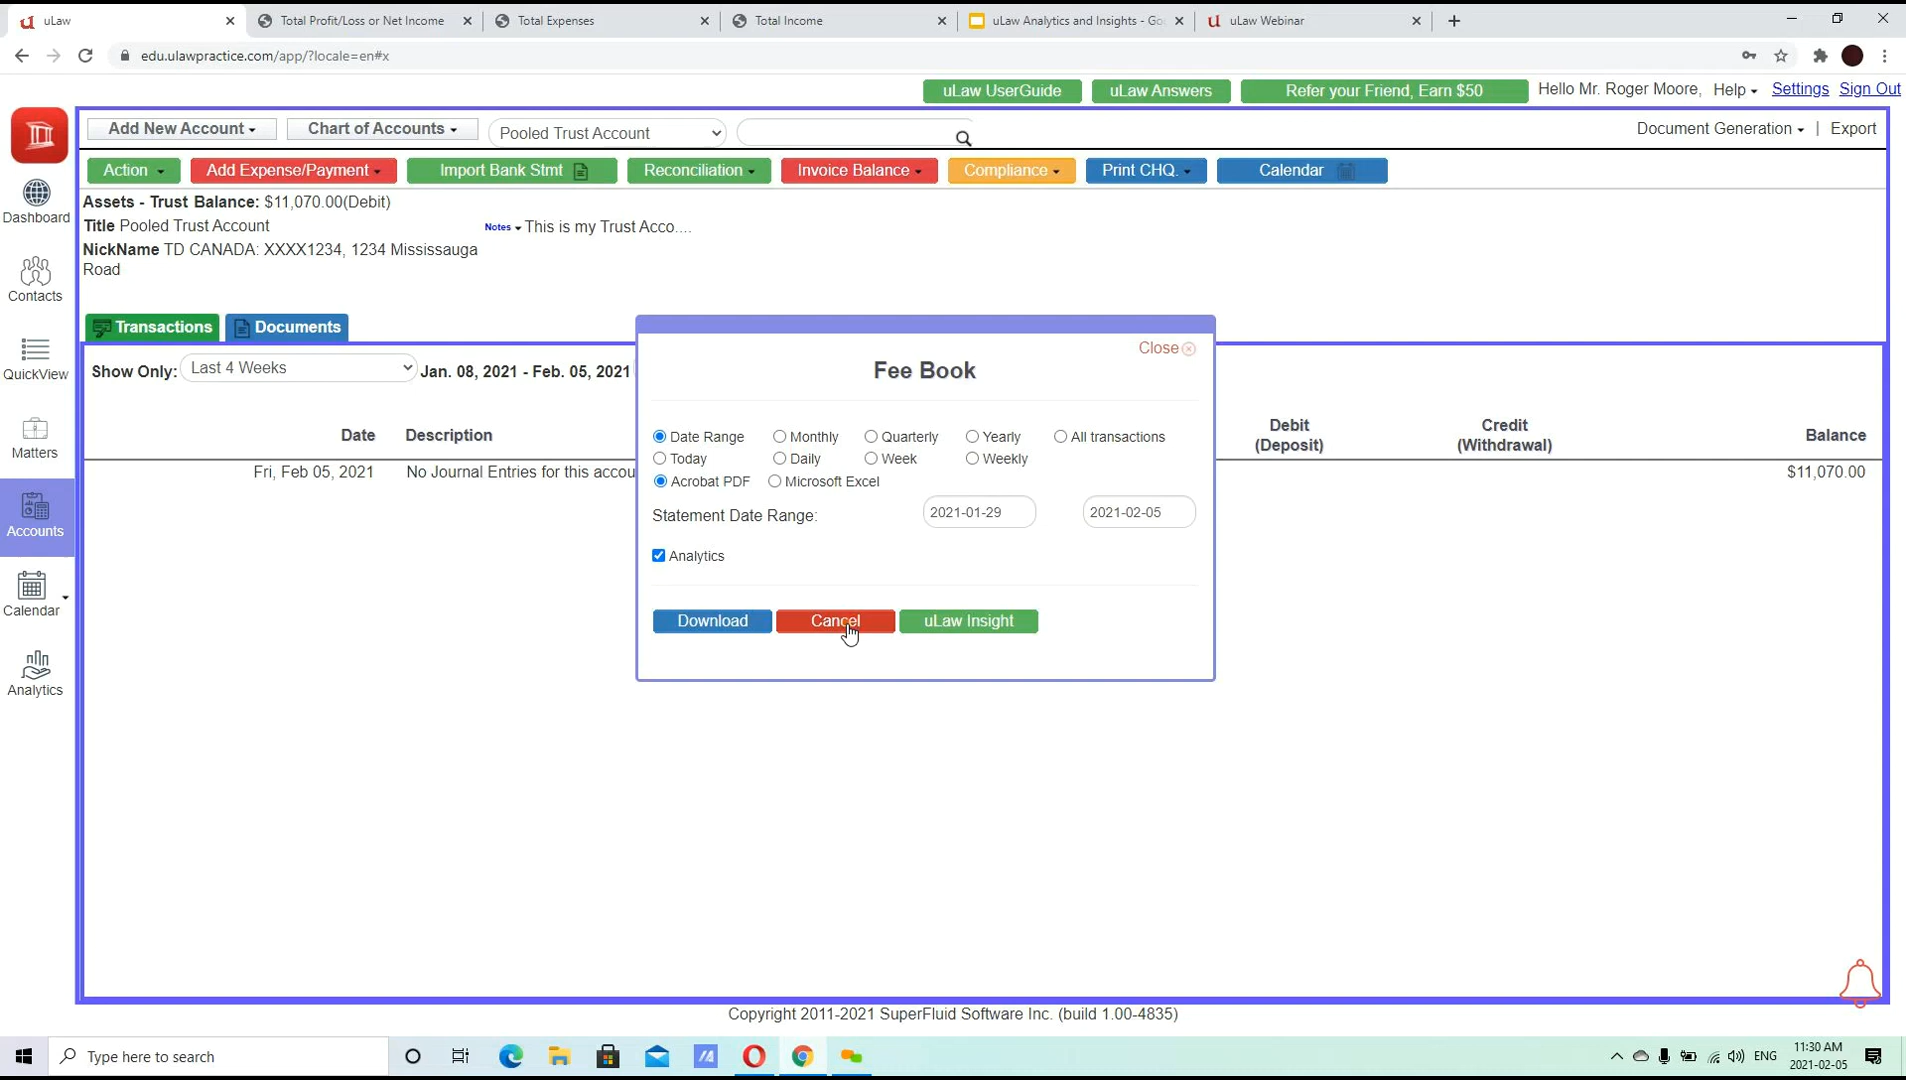 uLaw
Total Profit/Loss or Net Income
Total Expenses
Total Income
uLaw Analytics and Insights - Go
uLaw Webinar
edu.ulawpractice.com/app/?locale=en#x
uLaw UserGuide
uLaw Answers
Refer your Friend, Earn $50
Hello Mr. Roger Moore, Help
Settings
Sign Out
Add New Account
Chart of Accounts
Pooled Trust Account
Document Generation | Export
Action
Add Expense/Payment
Import Bank Stmt
Reconciliation
Invoice Balance
Compliance
Print CHQ.
Calendar
Dashboard
Contacts
QuickView
Matters
Accounts
Calendar
Analytics
Assets - Trust Balance: $11,070.00(Debit)
Title Pooled Trust Account
Notes This is my Trust Acco....
NickName TD CANADA: XXXX1234, 1234 Mississauga
Road
Transactions
Documents
Show Only: Last 4 Weeks Jan. 08, 2021 - Feb. 05, 2021
Date
Description
Debit
(Deposit)
Credit
(Withdrawal)
Balance
Fri, Feb 05, 2021 No Journal Entries for this accou
$11,070.00
Close
Fee Book
Date Range Monthly Quarterly Yearly All transactions
Today Daily Week Weekly
Acrobat PDF Microsoft Excel
Statement Date Range: 2021-01-29 2021-02-05
Analytics
Download Cancel uLaw Insight
Copyright 2011-2021 SuperFluid Software Inc. (build 1.00-4835)
Type here to search
ENG
11:30 AM
2021-02-05